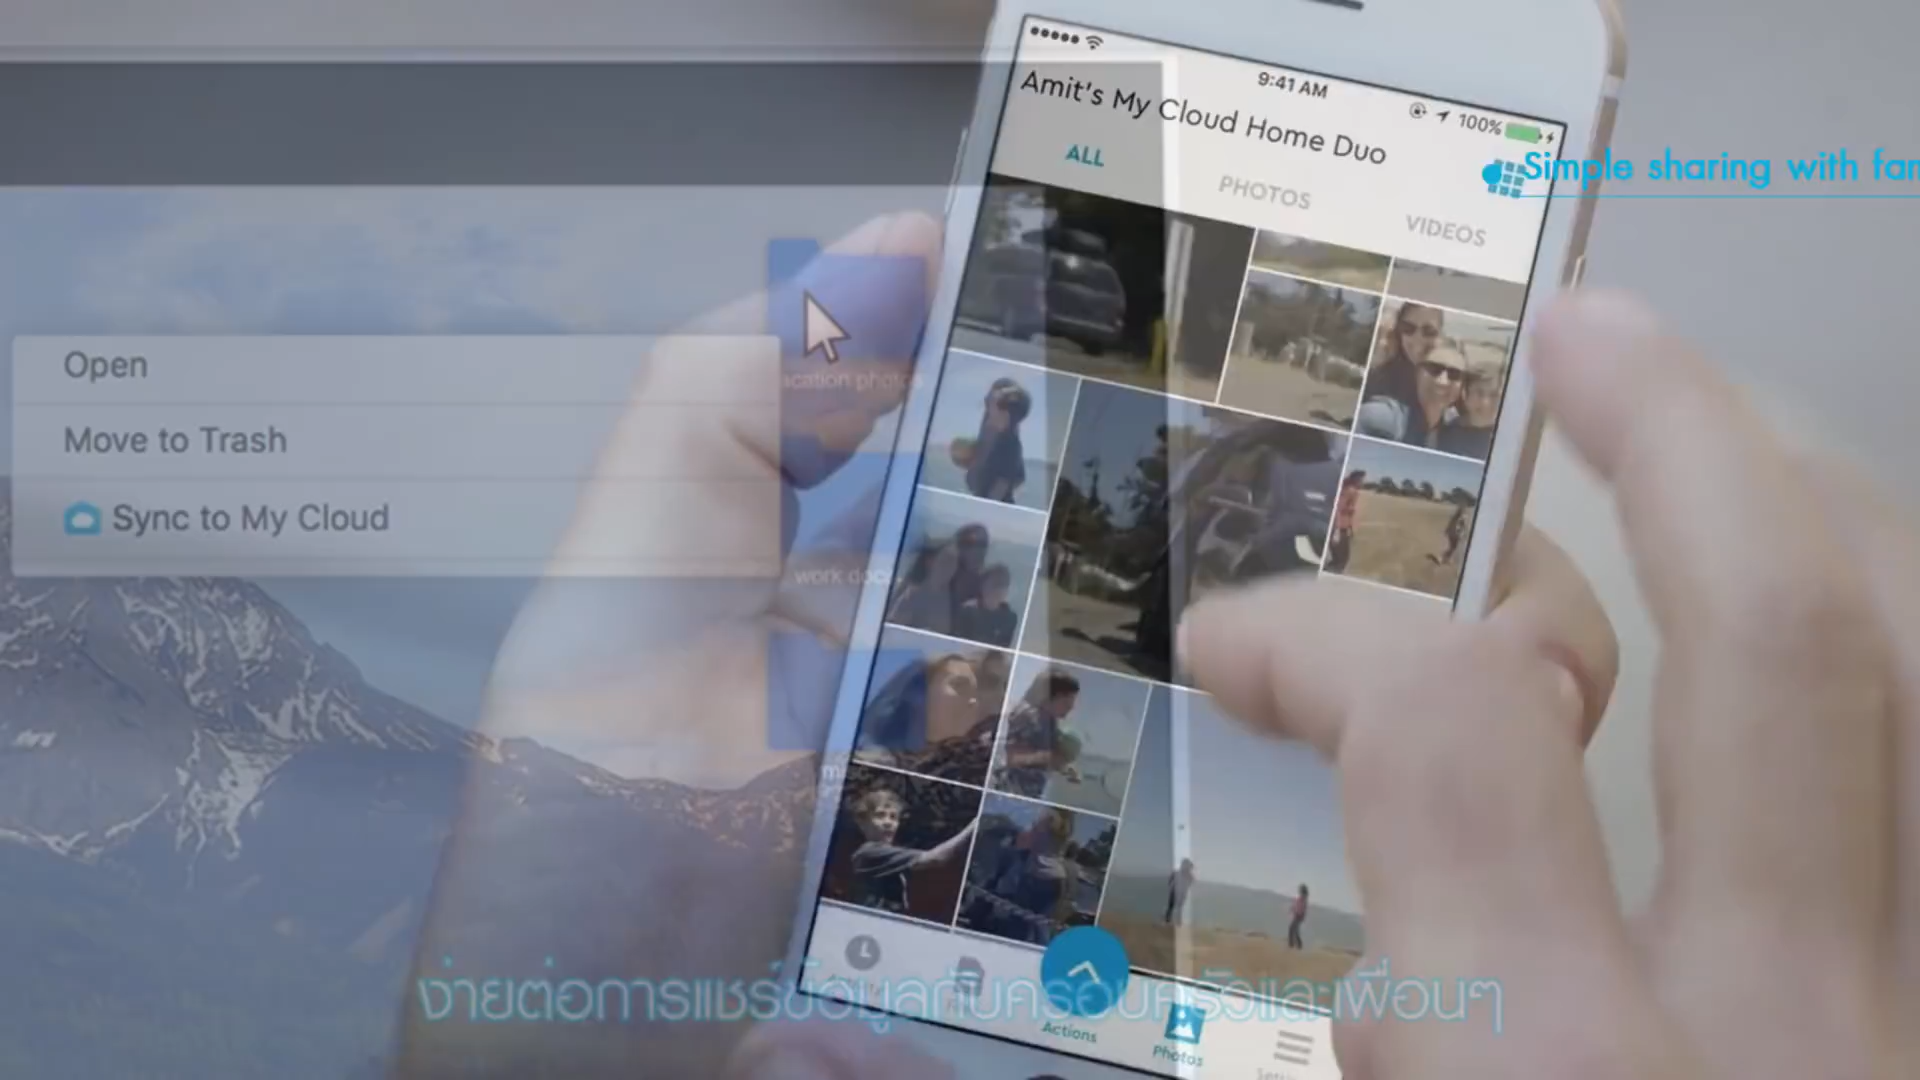 9:41 AM
100%
Amit's My Cloud Home Duo
ALL
PHOTOS
VIDEOS
Simple sharing with
Open
Move to Trash
Sync to My Cloud
work
misc
ง่ายต่อการแชร์ข้อมูลกับครอบครัวและเพื่อนๆ
Actions
Photos